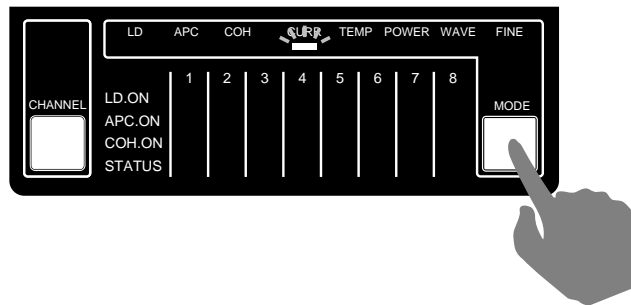 LD APC COH CURR TEMP POWER WAVE FINE
1 2 3 4 5 6 7 8
CHANNEL
LD.ON
APC.ON
COH.ON
STATUS
MODE